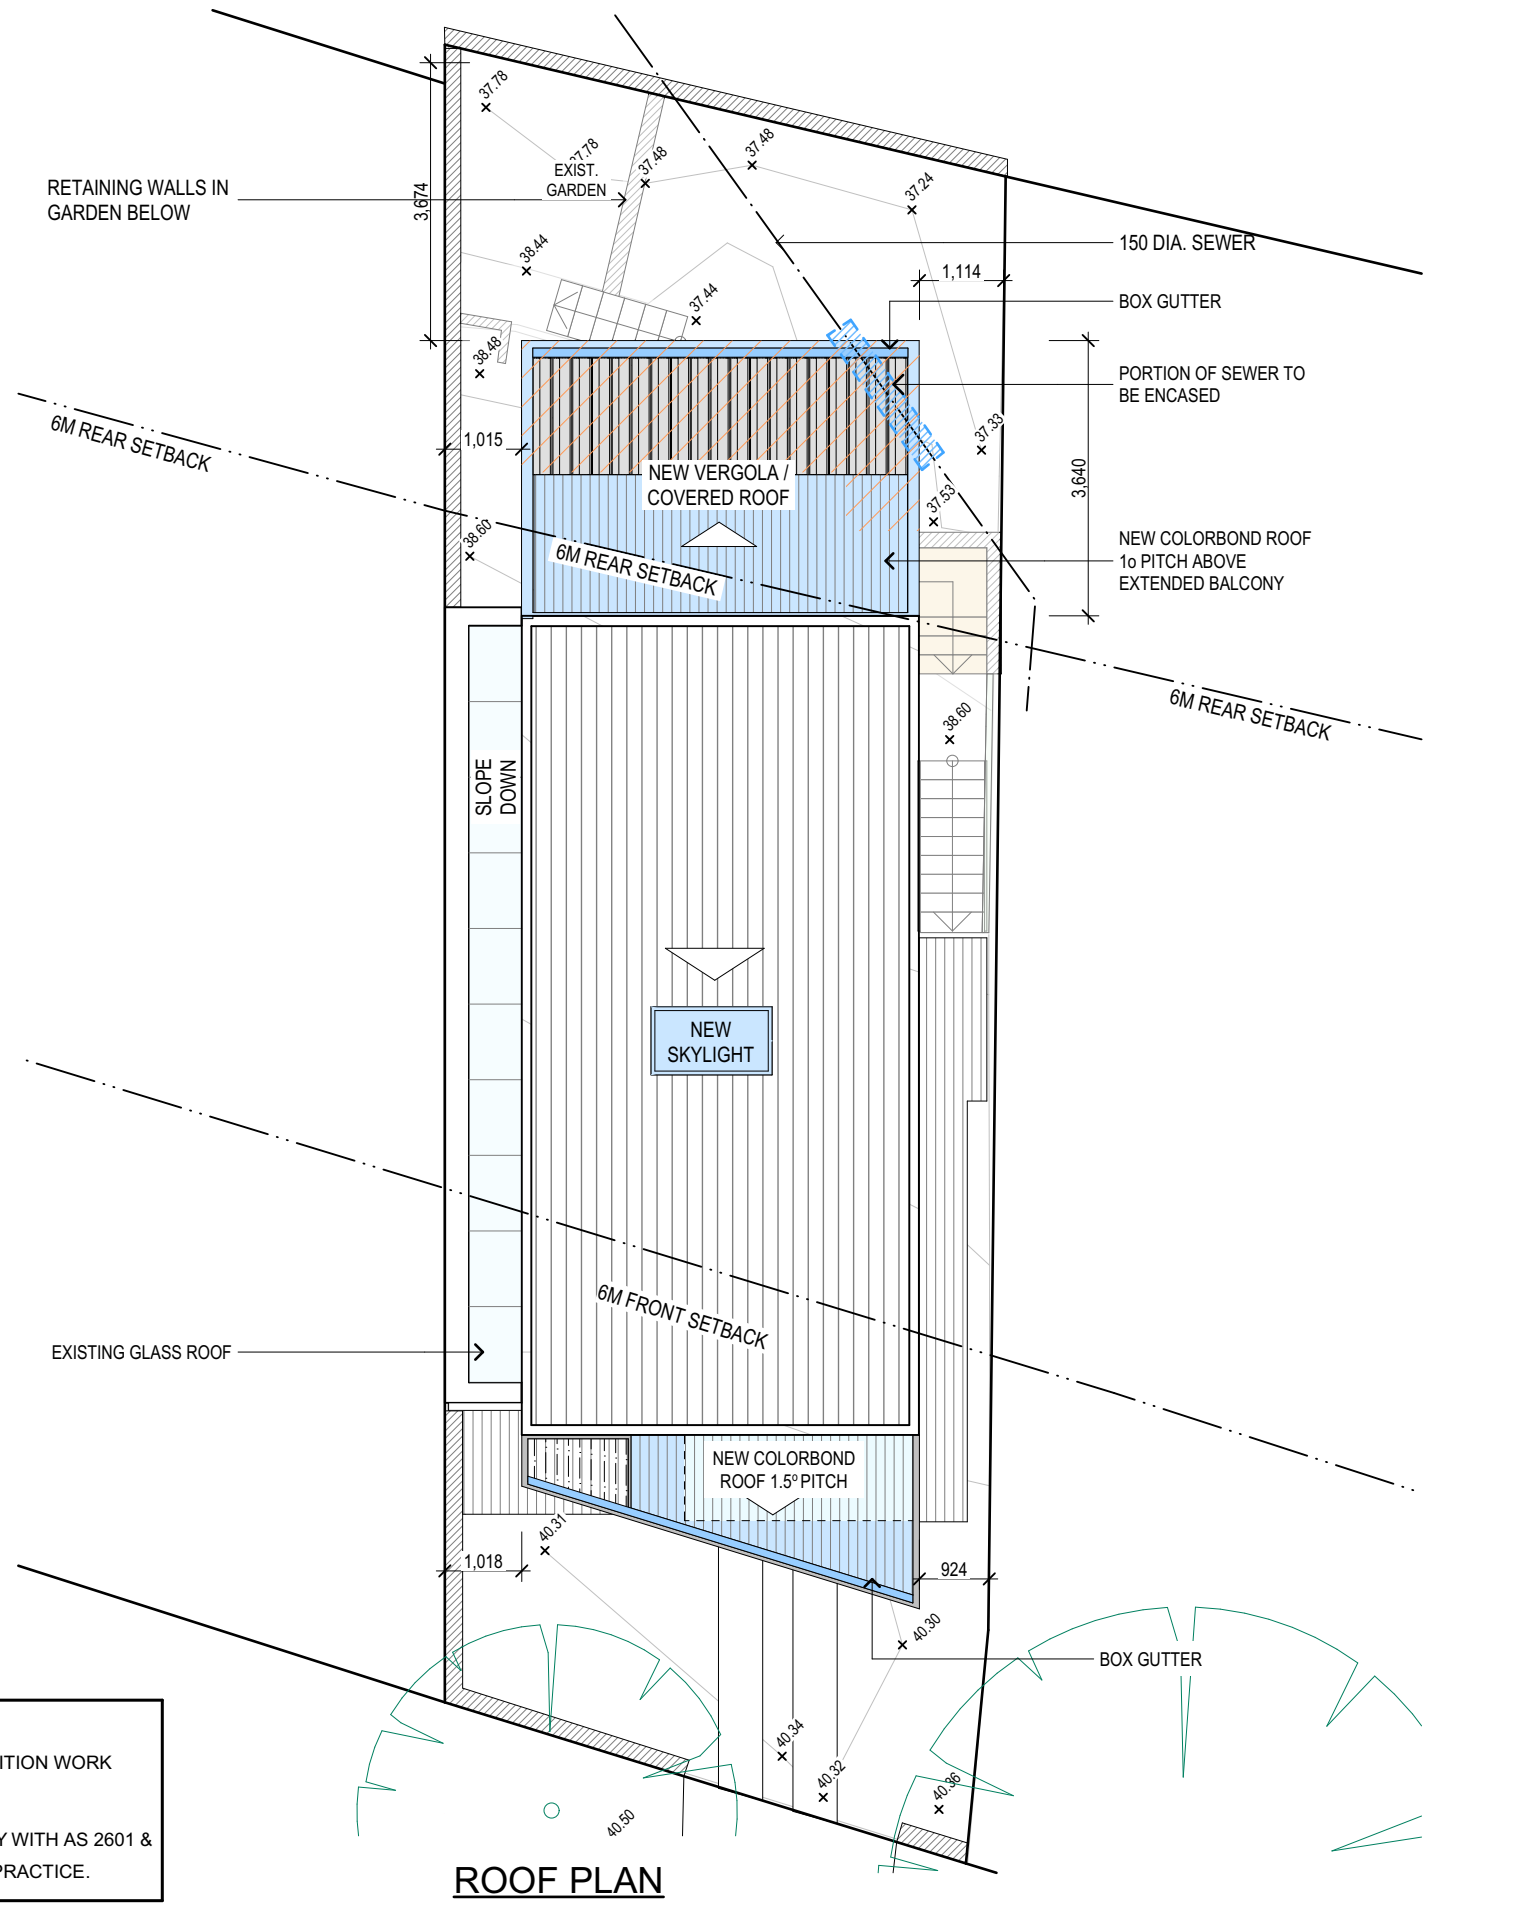 37.78
37.78
EXIST.
GARDEN
37.48
37.48
37.24
RETAINING WALLS IN
GARDEN BELOW
3,674
38.44
37.44
150 DIA. SEWER
1,114
BOX GUTTER
38.48
PORTION OF SEWER TO
BE ENCASED
6M REAR SETBACK
1,015
37.33
NEW VERGOLA /
COVERED ROOF
3,640
37.53
38.60
6M REAR SETBACK
NEW COLORBOND ROOF
1o PITCH ABOVE
EXTENDED BALCONY
6M REAR SETBACK
38.60
SLOPE
DOWN
NEW
SKYLIGHT
6M FRONT SETBACK
EXISTING GLASS ROOF
NEW COLORBOND
ROOF 1.5º PITCH
40.31
1,018
924
40.30
BOX GUTTER
40.34
40.32
40.36
40.50
ITION WORK
Y WITH AS 2601 &
PRACTICE.
ROOF PLAN